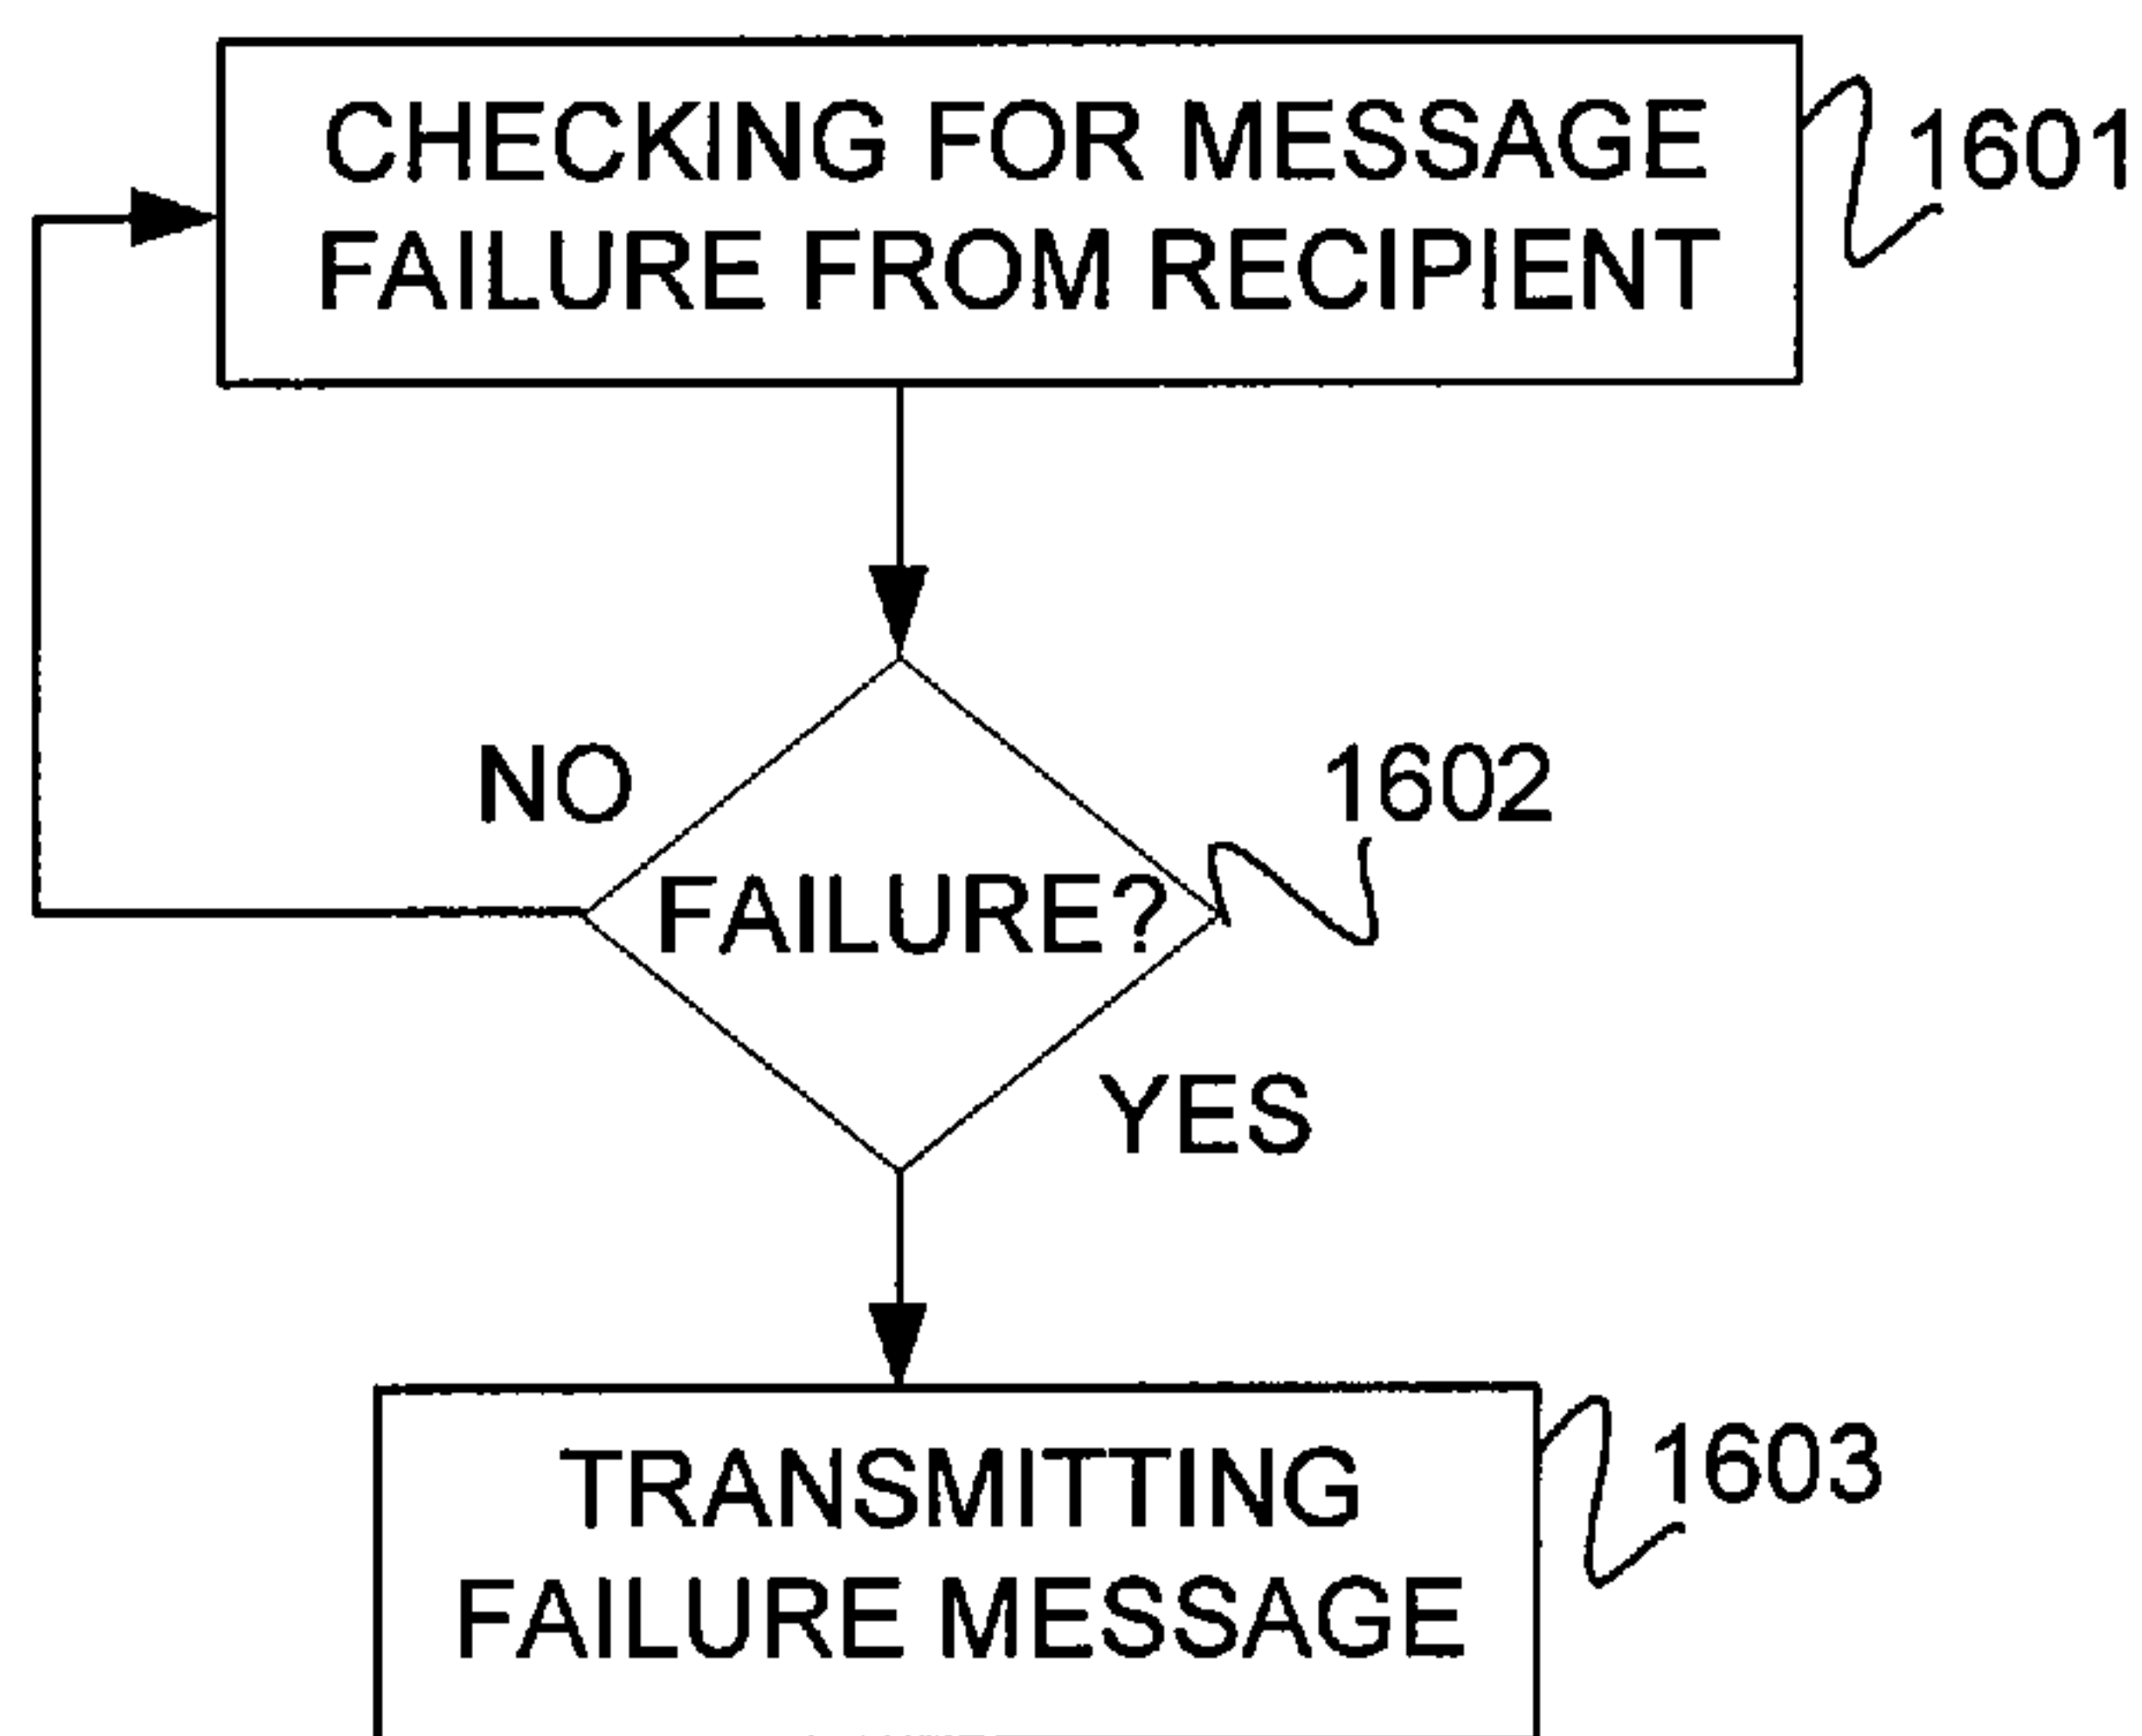 CHECKING FOR MESSAGE
FAILURE FROM RECIPIENT
1601
NO
1602
FAILURE?
YES
TRANSMITTING
FAILURE MESSAGE
1603